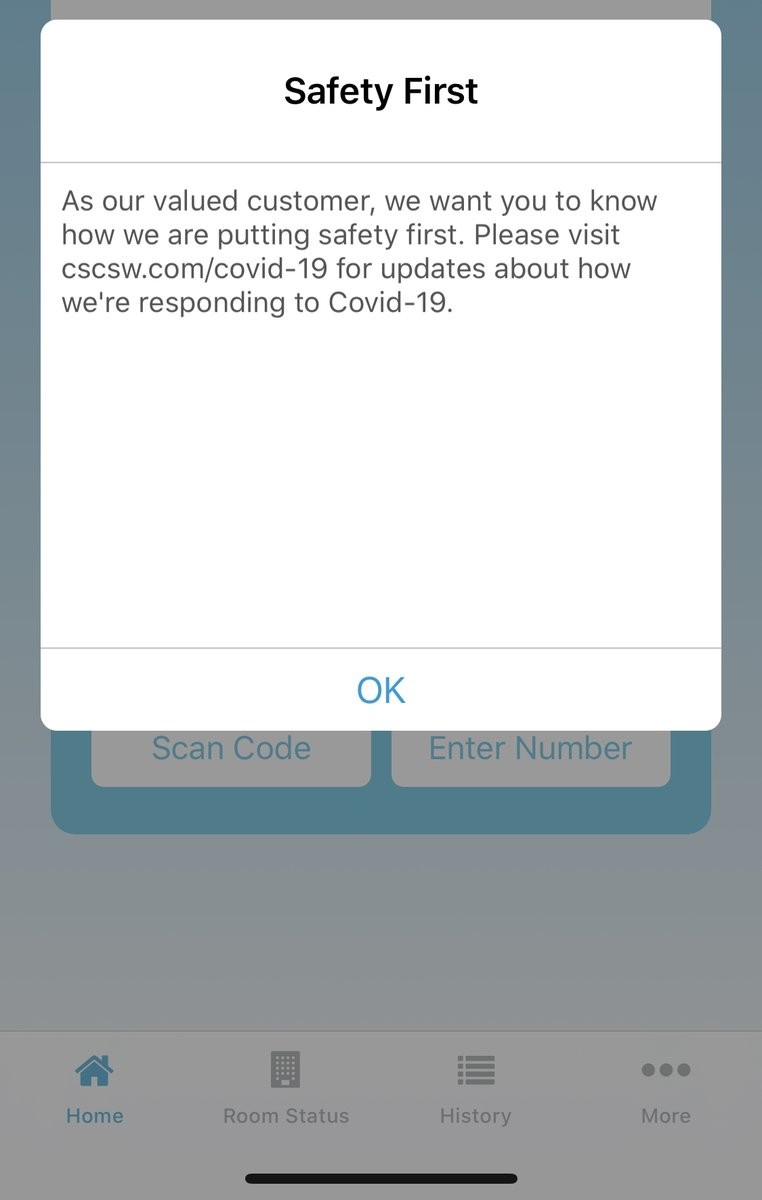 Safety First
As our valued customer, we want you to know
how we are putting safety first. Please visit
cscsw.com/covid-19 for updates about how
we're responding to Covid-19.
OK
Scan Code
Enter Number
Home
Room Status
History
More